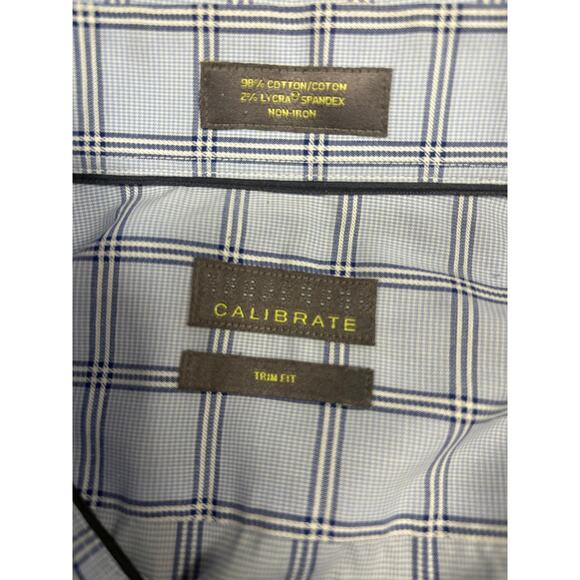 98% COTTON/COTON
2% LYCRA® SPANDEX
NON-IRON
CALIBRATE
TRIM FIT